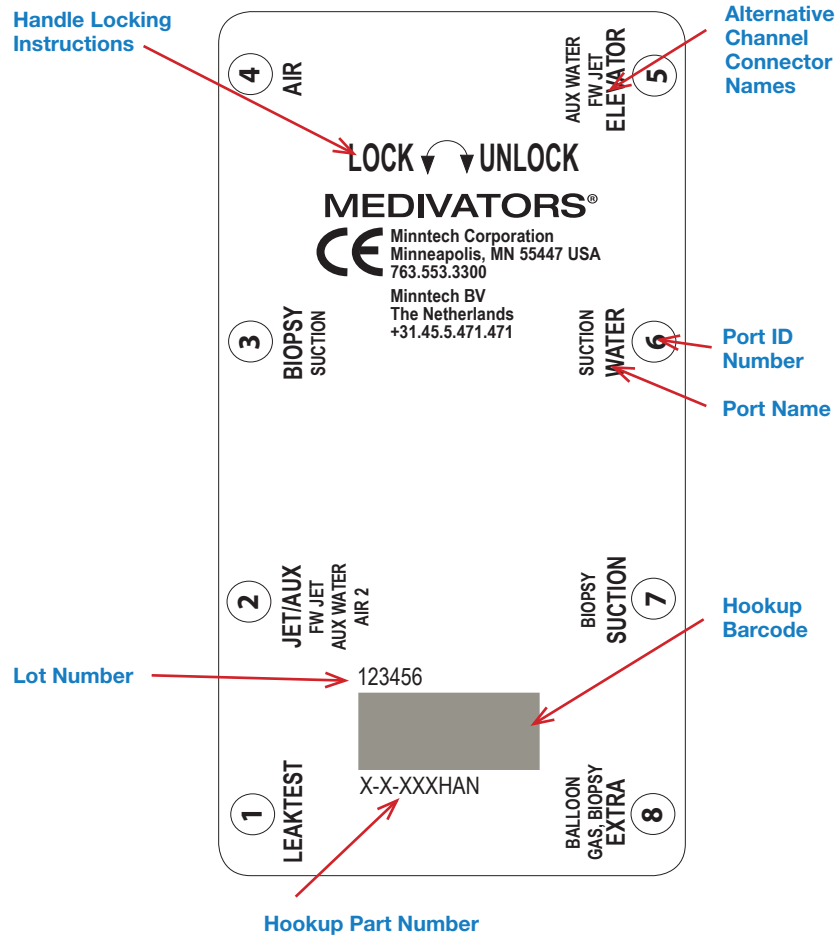 Handle Locking
Instructions
Alternative
Channel
Connector
Names
4
AIR
AUX WATER
FW JET
ELEVATOR
5
LOCK UNLOCK
MEDIVATORS®
CE
Minntech Corporation
Minneapolis, MN 55447 USA
763.553.3300
Minntech BV
The Netherlands
+31.45.5.471.471
3
BIOPSY
SUCTION
SUCTION
WATER
6
Port ID
Number
Port Name
2
JET/AUX
FW JET
AUX WATER
AIR 2
BIOPSY
SUCTION
7
Hookup
Barcode
Lot Number
123456
X-X-XXXHAN
1
LEAKTEST
BALLOON
GAS, BIOPSY
EXTRA
8
Hookup Part Number